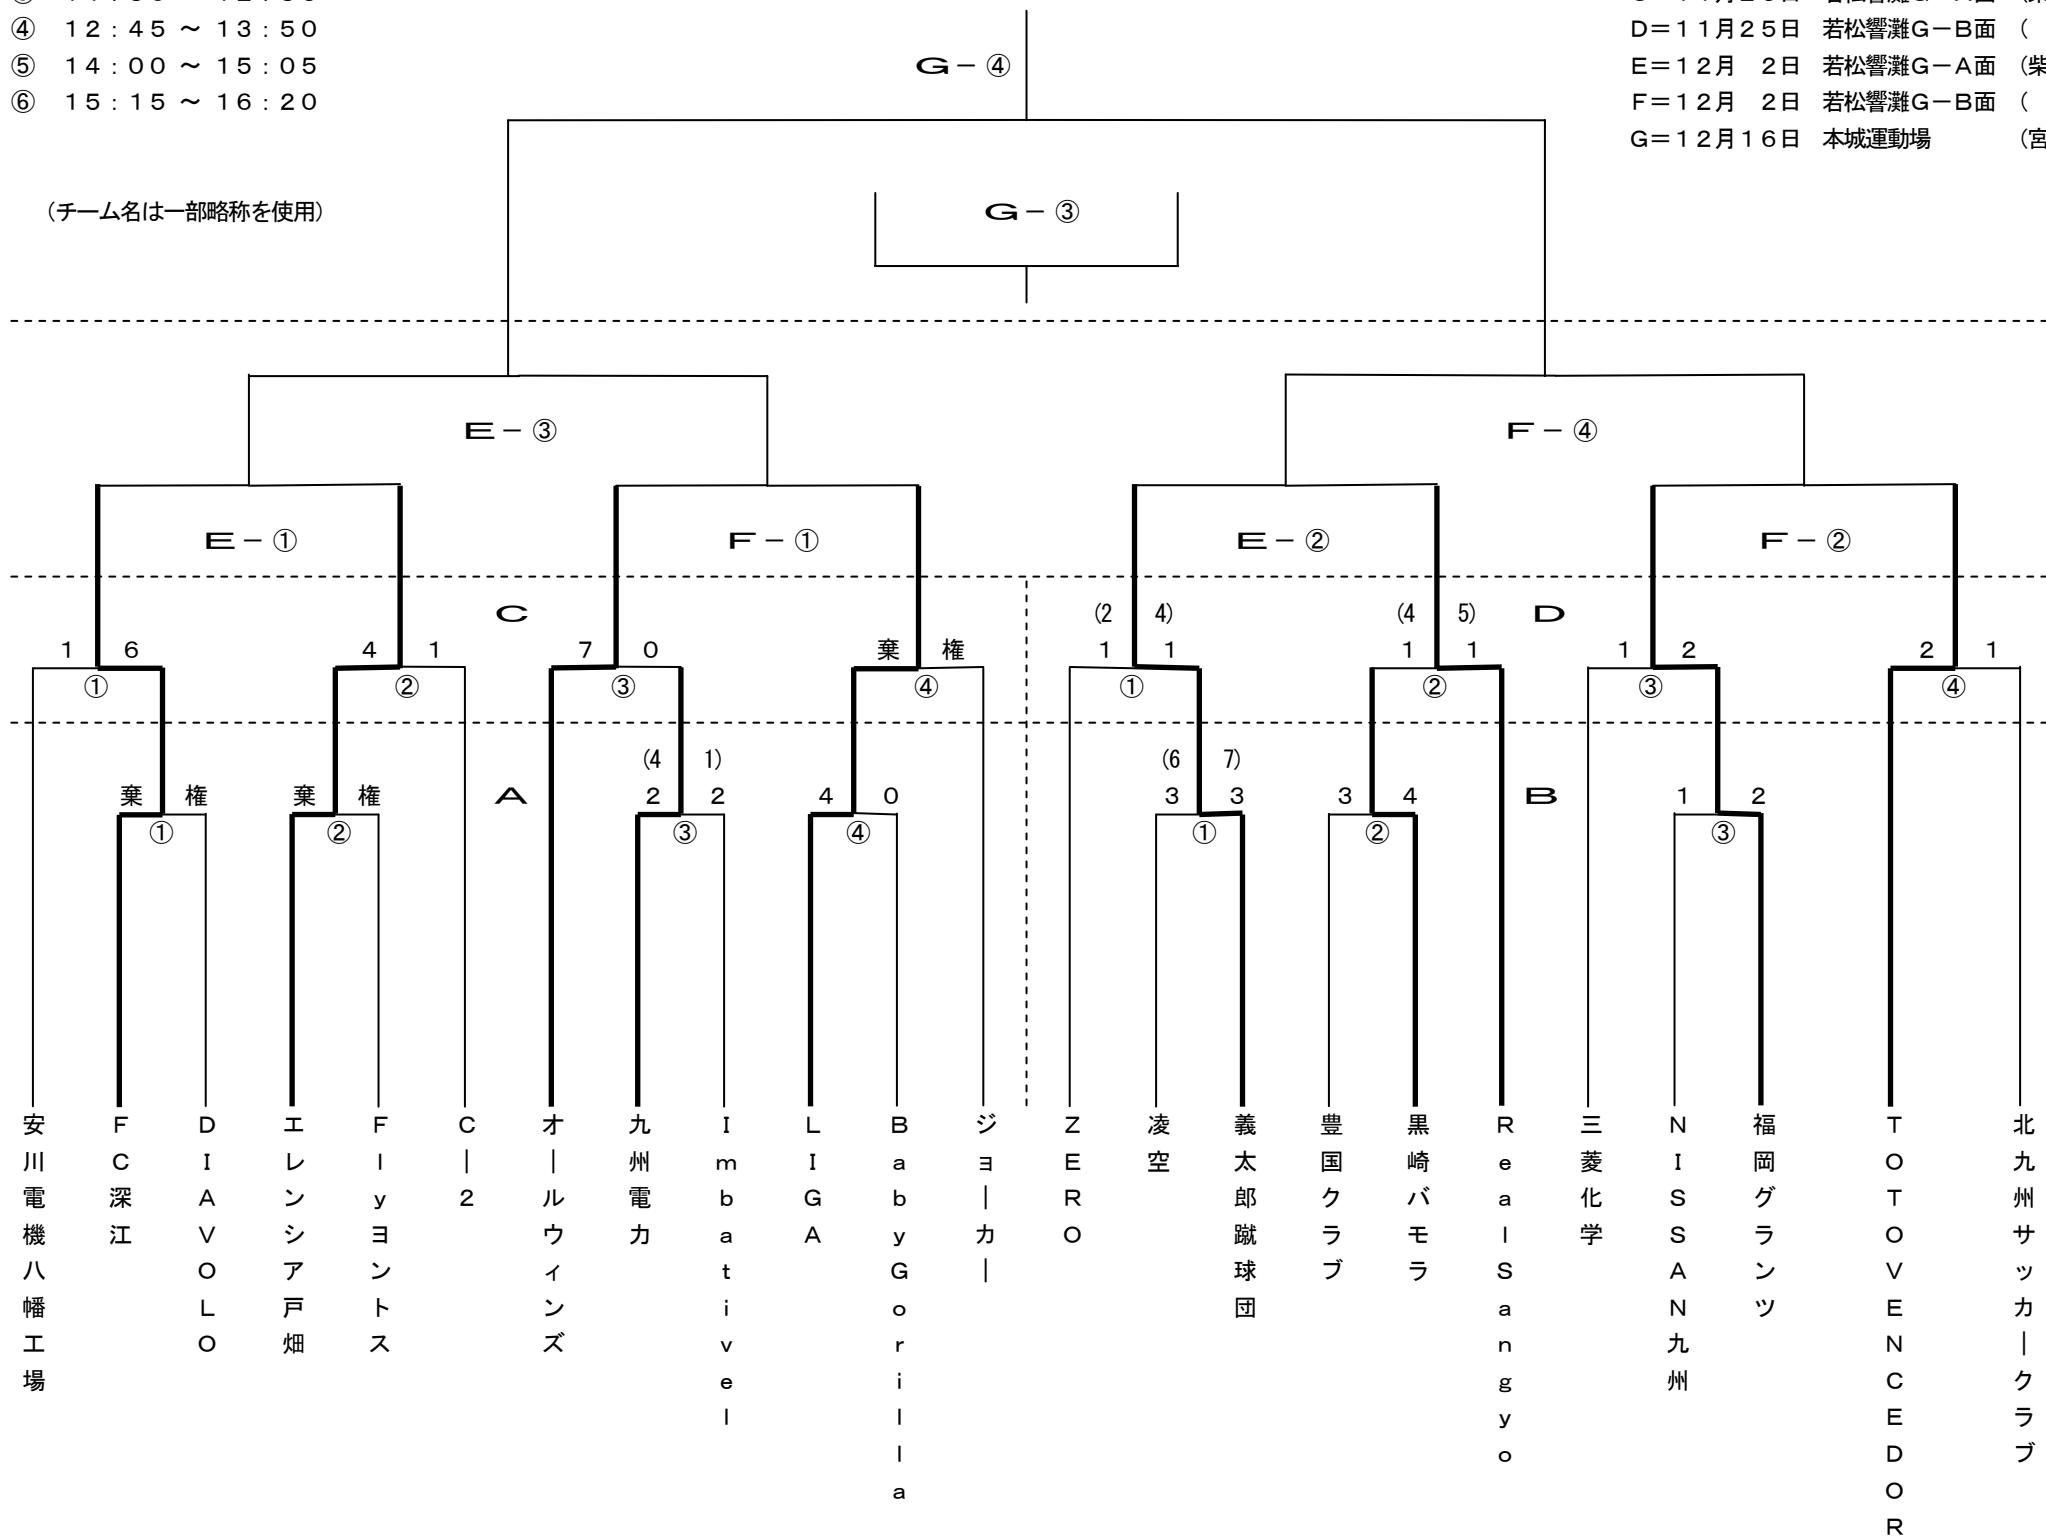 ④ １２：４５ ～ １３：５０
⑤ １４：００ ～ １５：０５
⑥ １５：１５ ～ １６：２０
D＝１１月２５日 若松響灘G－B面 （
E＝１２月 ２日 若松響灘G－A面 （柴
F＝１２月 ２日 若松響灘G－B面 （
G＝１２月１６日 本城運動場 （宮
（チーム名は一部略称を使用）
G－④
G－③
E－③
F－④
E－①
F－①
E－②
F－②
C
D
(2 4)
(4 5)
1 6
4 1
7 0
棄 権
1 1
1 1
1 2
2 1
①
②
③
④
①
②
③
④
A
B
(4 1)
(6 7)
棄 権
棄 権
2 2
4 0
3 3
3 4
1 2
①
②
③
④
①
②
③
安川電機八幡工場
FC深江
DIAVOLO
エレンシア戸畑
Flyヨントス
C－2
オールウィンズ
九州電力
Imbativel
LIGA
BabyGorilla
ジョーカー
ZERO
凌空
義太郎蹴球団
豊国クラブ
黒崎バモラ
RealSangyo
三菱化学
NISSAN九州
福岡グランツ
TOTOVENCEDOR
北九州サッカークラブ